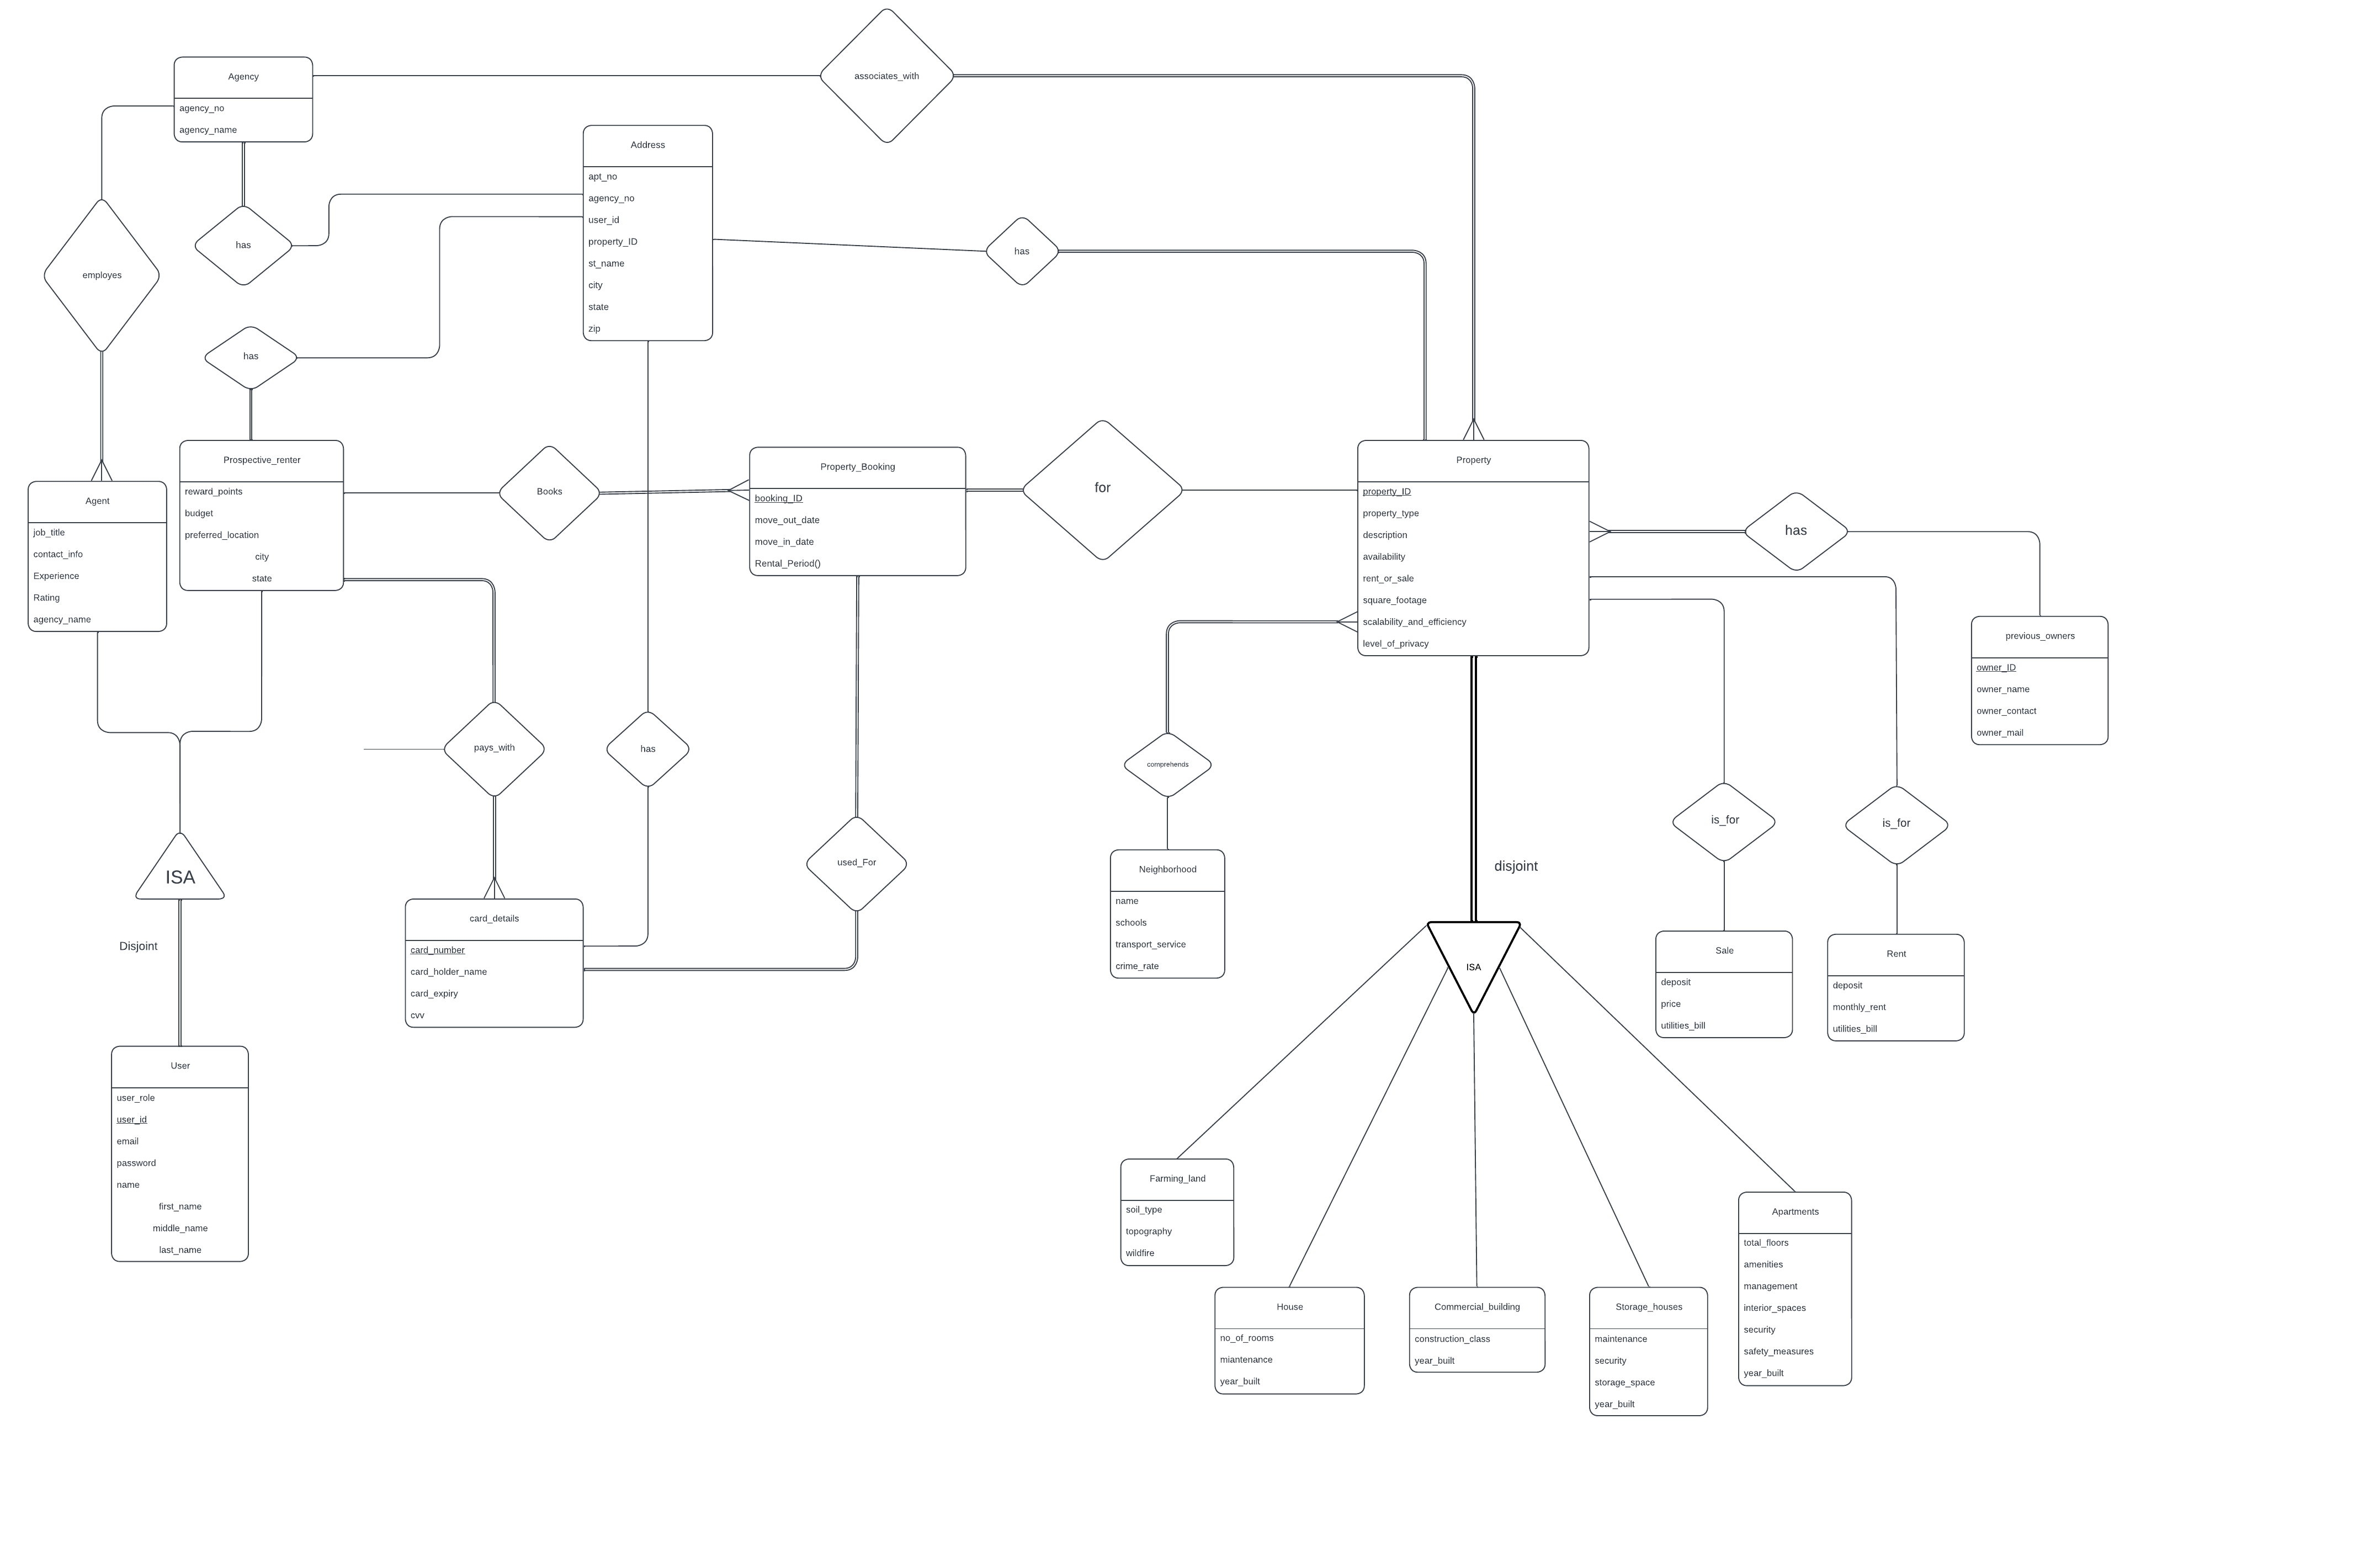 associates_with
Agency
agency_no
agency_name
Address
apt_no
agency_no
user_id
property_ID
st_name
city
state
zip
has
has
employes
has
Prospective_renter
reward_points
budget
preferred_location
city
state
Agent
job_title
contact_info
Experience
Rating
agency_name
Books
Property_Booking
booking_ID
move_out_date
move_in_date
Rental_Period()
for
Property
property_ID
property_type
description
availability
rent_or_sale
square_footage
scalability_and_efficiency
level_of_privacy
has
previous_owners
owner_ID
owner_name
owner_contact
owner_mail
pays_with
has
comprehends
used_For
is_for
is_for
ISA
Disjoint
disjoint
card_details
card_number
card_holder_name
card_expiry
cvv
Neighborhood
name
schools
transport_service
crime_rate
ISA
Sale
deposit
price
utilities_bill
Rent
deposit
monthly_rent
utilities_bill
User
user_role
user_id
email
password
name
first_name
middle_name
last_name
Farming_land
soil_type
topography
wildfire
House
no_of_rooms
miantenance
year_built
Commercial_building
construction_class
year_built
Storage_houses
maintenance
security
storage_space
year_built
Apartments
total_floors
amenities
management
interior_spaces
security
safety_measures
year_built